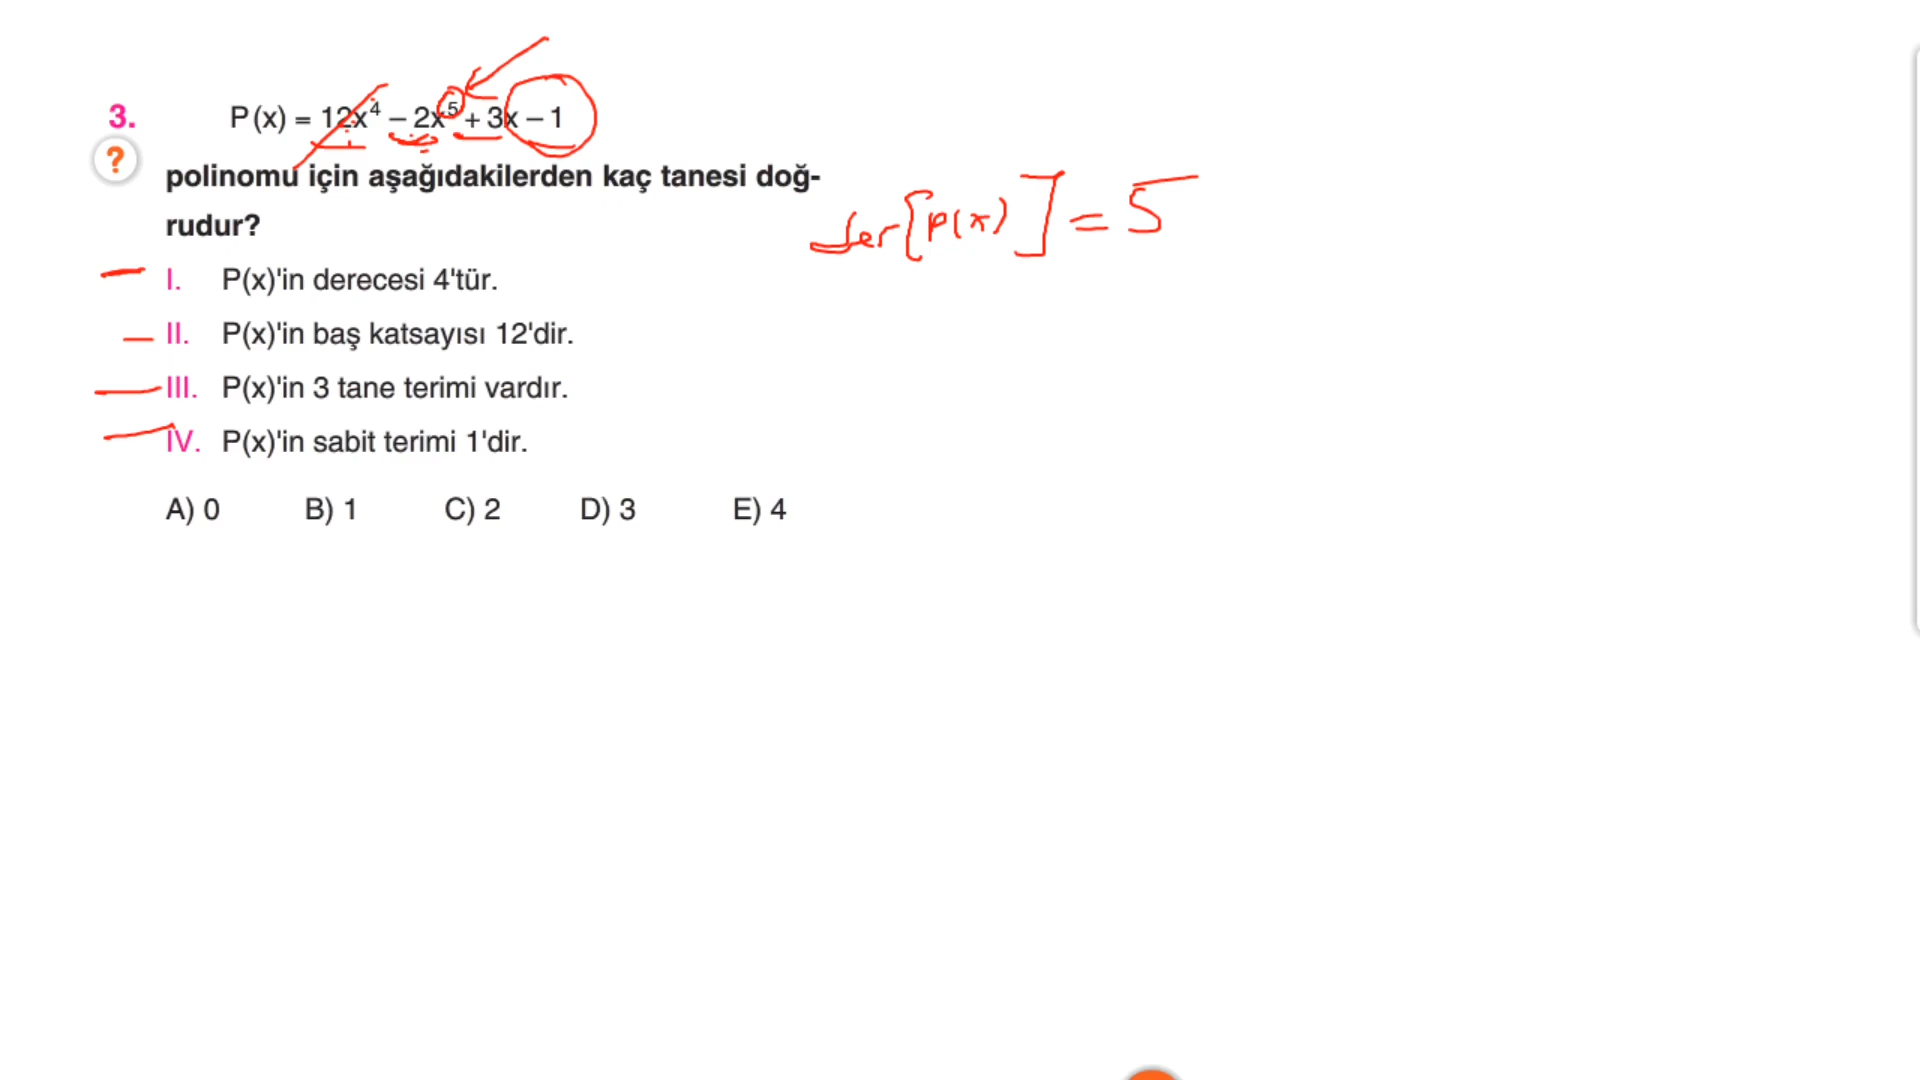 3. P(x) = 12x⁴ – 2x⁵ + 3x – 1
?
polinomu için aşağıdakilerden kaç tanesi doğ-
rudur?
der[P(x)] = 5
I. P(x)'in derecesi 4'tür.
II. P(x)'in baş katsayısı 12'dir.
III. P(x)'in 3 tane terimi vardır.
IV. P(x)'in sabit terimi 1'dir.
A) 0 B) 1 C) 2 D) 3 E) 4